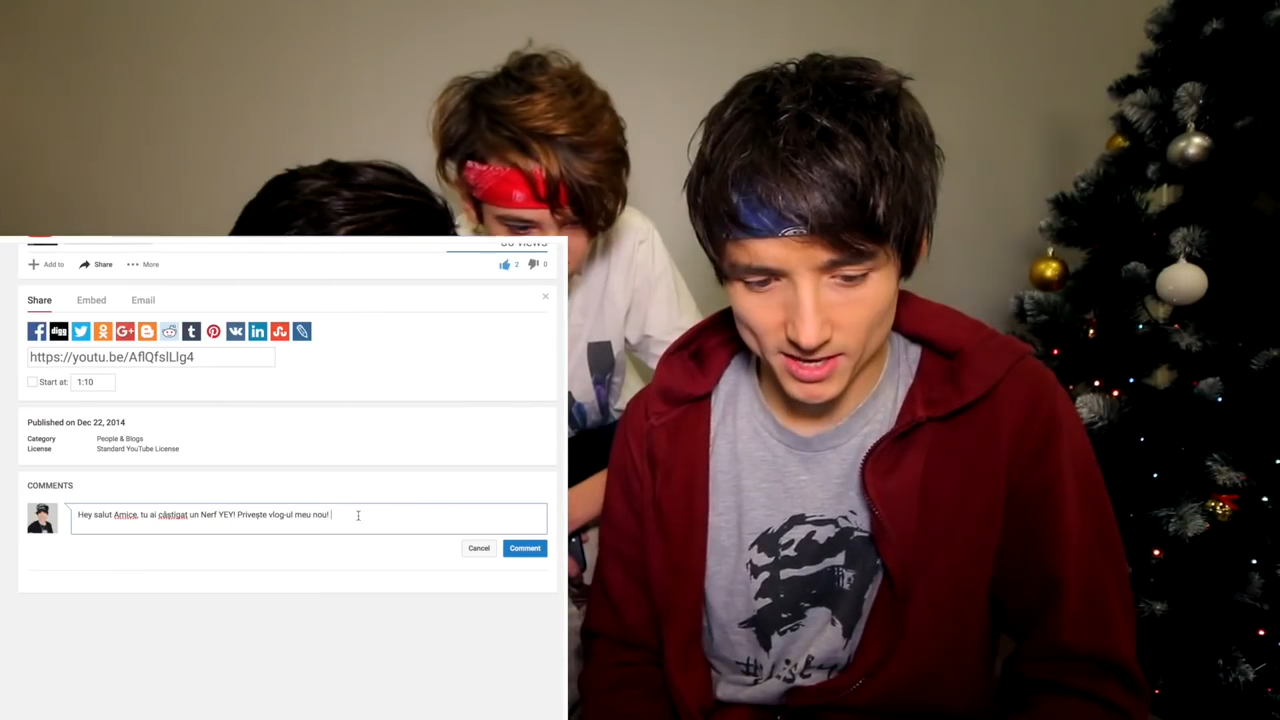 Add to Share ••• More 2 0
Share Embed Email
digg
https://youtu.be/AflQfslLlg4
Start at: 1:10
Published on Dec 22, 2014
Category People & Blogs
License Standard YouTube License
COMMENTS
Hey salut Amice, tu ai câștigat un Nerf YEY! Privește vlog-ul meu nou!
Cancel Comment